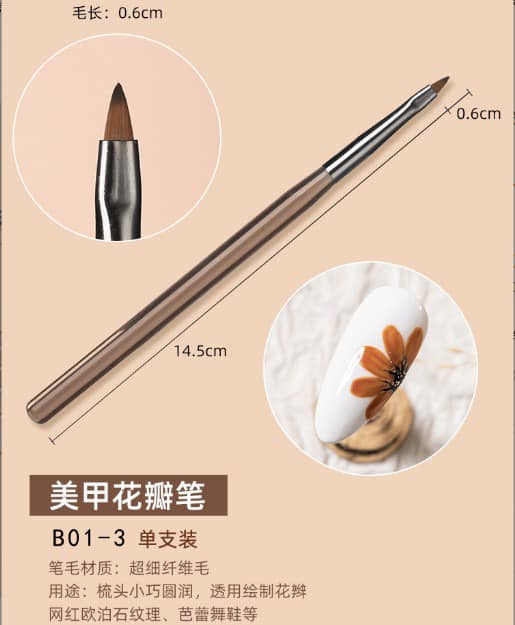 毛长：0.6cm
0.6cm
14.5cm
美甲花瓣笔
B01-3 单支装
笔毛材质：超细纤维毛
用途：梳头小巧圆润，透用绘制花辫
网红欧泊石纹理、芭蕾舞鞋等